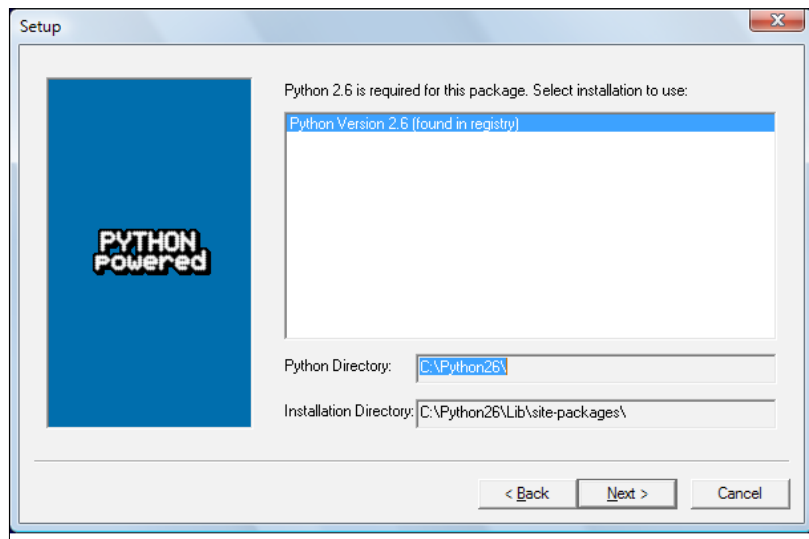 Setup
Python 2.6 is required for this package. Select installation to use:
Python Version 2.6 (found in registry)
PYTHON
powered
Python Directory: C:\Python26\
Installation Directory: C:\Python26\Lib\site-packages\
< Back Next > Cancel